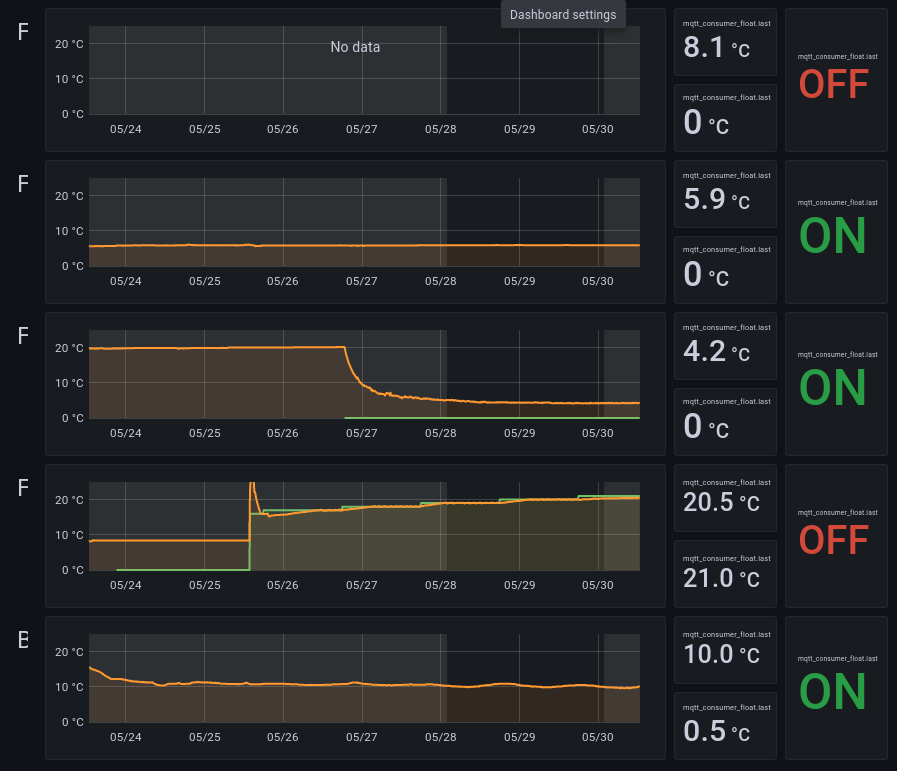 Dashboard settings
F
20 °C
10 °C
0 °C
No data
05/24 05/25 05/26 05/27 05/28 05/29 05/30
mqtt_consumer_float.last
8.1 °C
mqtt_consumer_float.last
0 °C
mqtt_consumer_float.last
OFF
F
20 °C
10 °C
0 °C
05/24 05/25 05/26 05/27 05/28 05/29 05/30
mqtt_consumer_float.last
5.9 °C
mqtt_consumer_float.last
0 °C
mqtt_consumer_float.last
ON
F
20 °C
10 °C
0 °C
05/24 05/25 05/26 05/27 05/28 05/29 05/30
mqtt_consumer_float.last
4.2 °C
mqtt_consumer_float.last
0 °C
mqtt_consumer_float.last
ON
F
20 °C
10 °C
0 °C
05/24 05/25 05/26 05/27 05/28 05/29 05/30
mqtt_consumer_float.last
20.5 °C
mqtt_consumer_float.last
21.0 °C
mqtt_consumer_float.last
OFF
B
20 °C
10 °C
0 °C
05/24 05/25 05/26 05/27 05/28 05/29 05/30
mqtt_consumer_float.last
10.0 °C
mqtt_consumer_float.last
0.5 °C
mqtt_consumer_float.last
ON